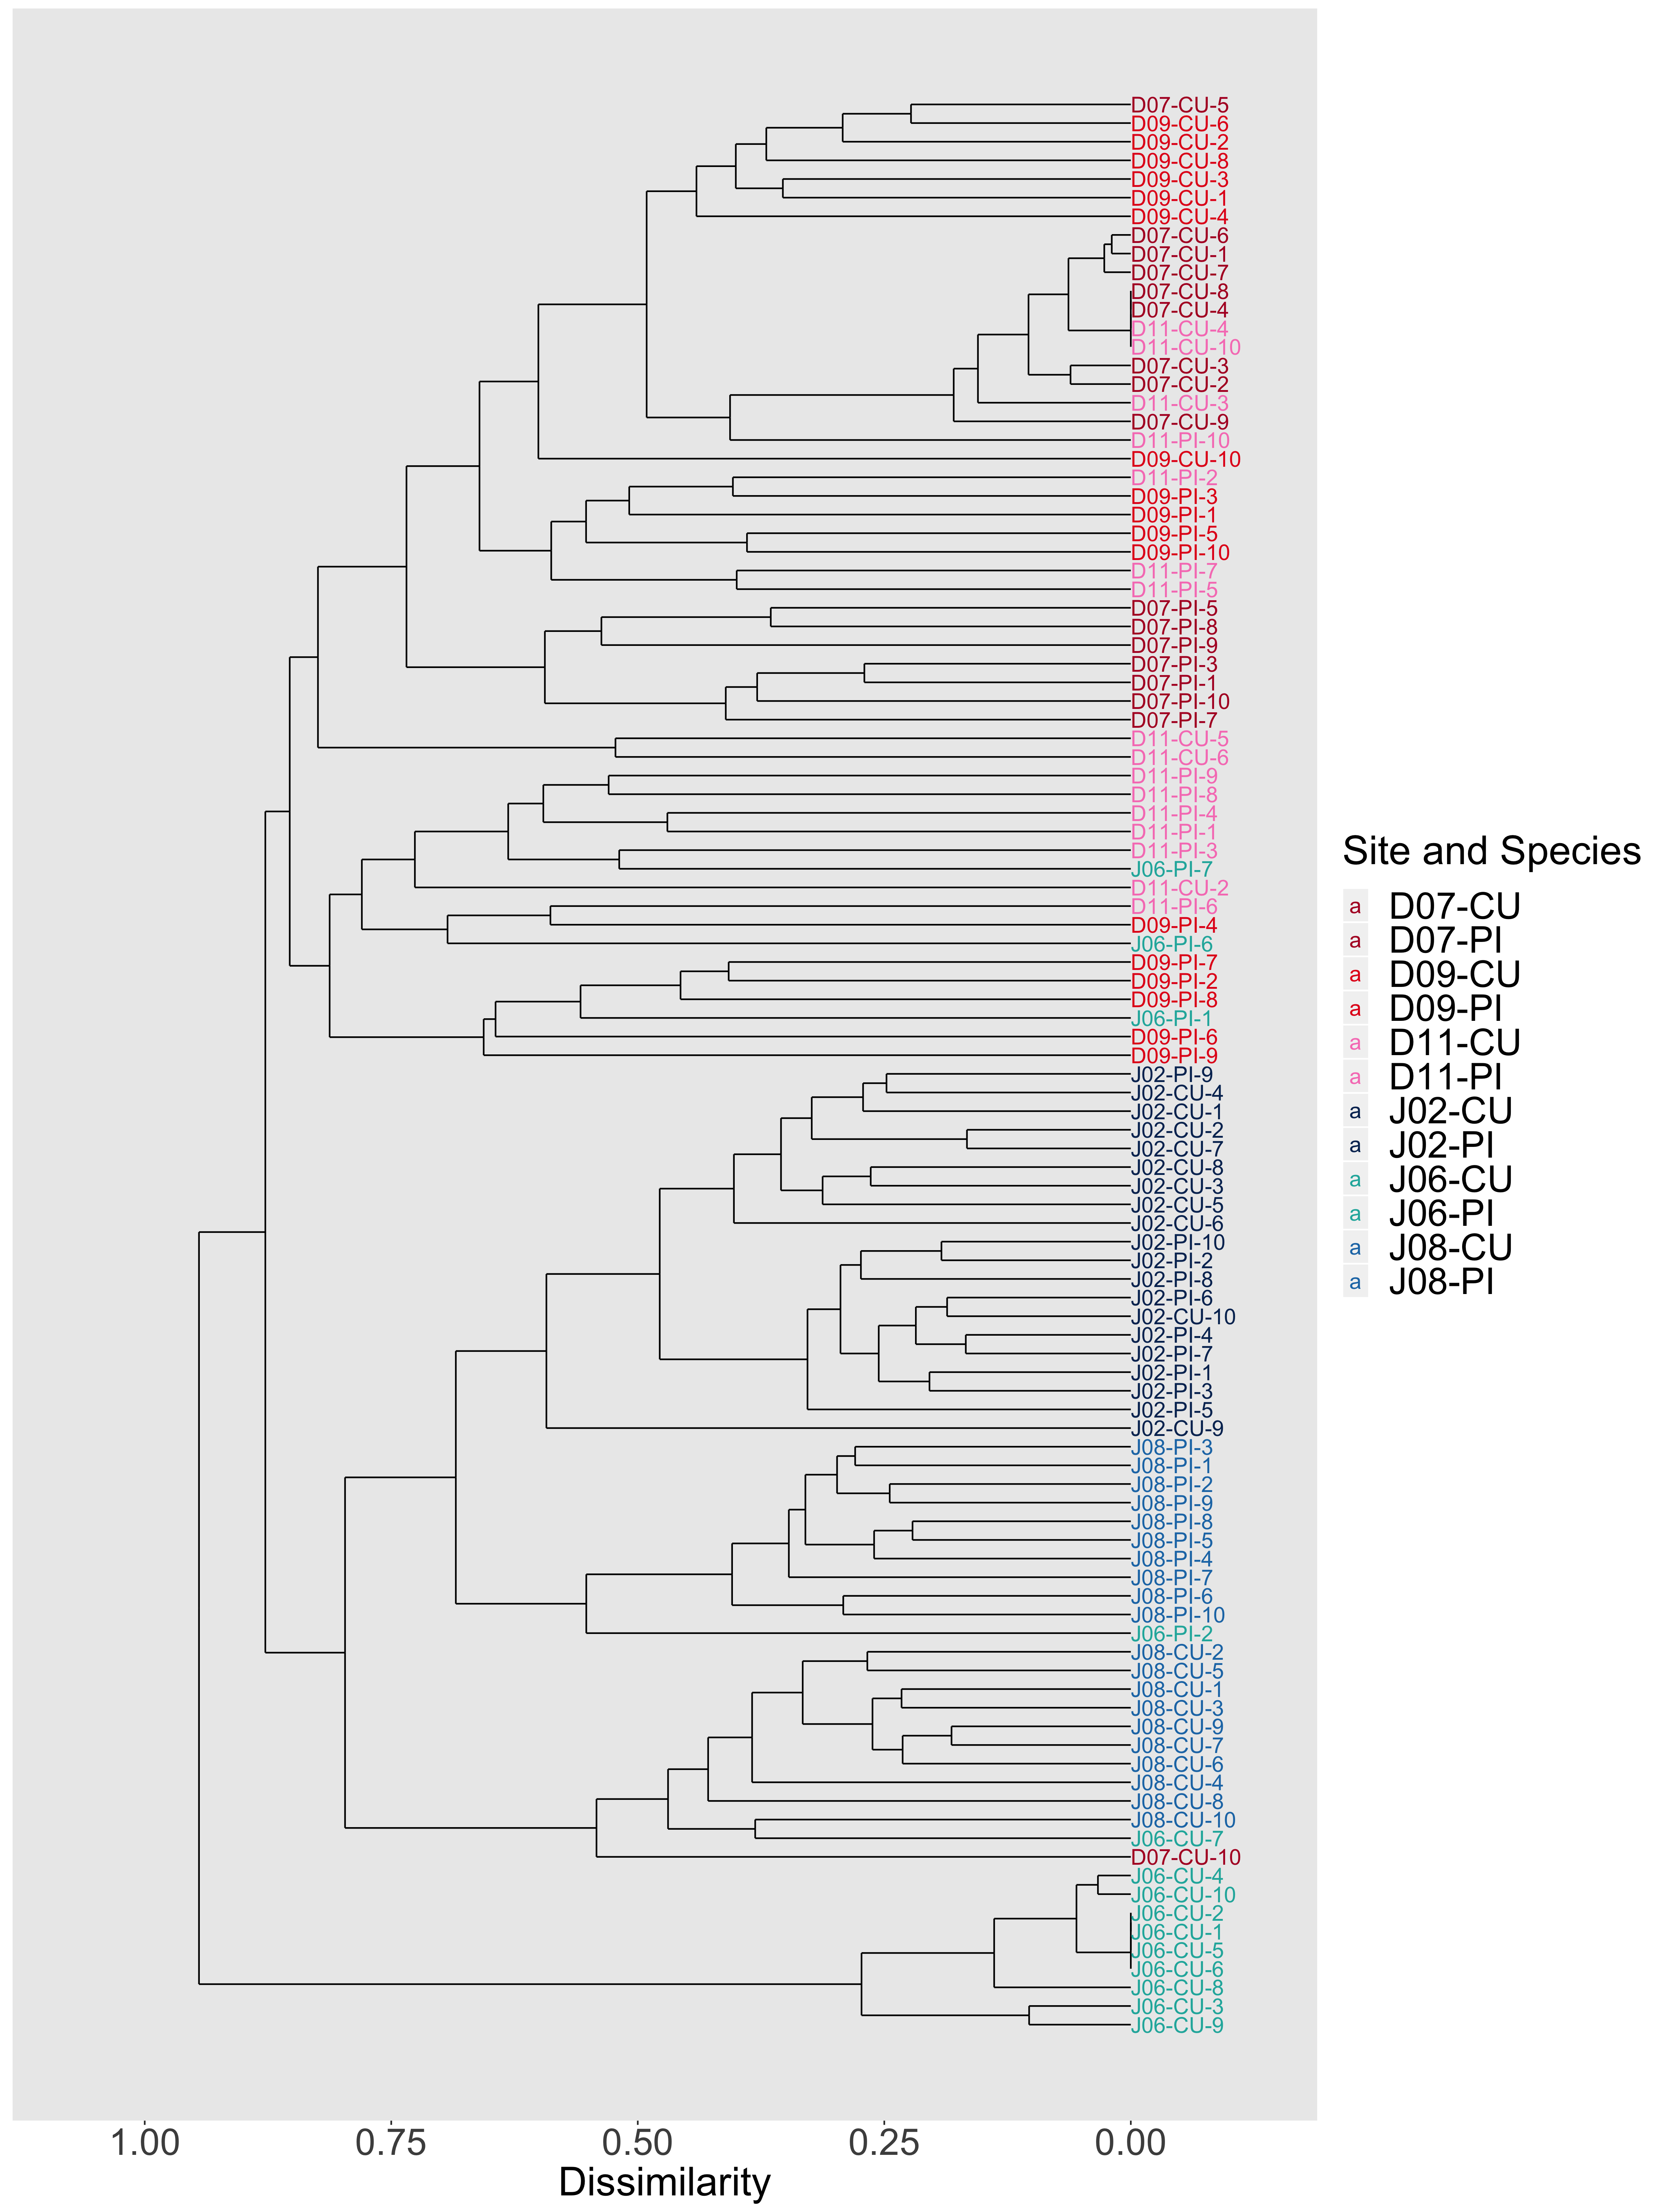 D07-CU-5
D09-CU-6
D09-CU-2
D09-CU-8
D09-CU-3
D09-CU-1
D09-CU-4
D07-CU-6
D07-CU-1
D07-CU-7
D07-CU-8
D07-CU-4
D11-CU-4
D11-CU-10
D07-CU-3
D07-CU-2
D11-CU-3
D07-CU-9
D11-PI-10
D09-CU-10
D11-PI-2
D09-PI-3
D09-PI-1
D09-PI-5
D09-PI-10
D11-PI-7
D11-PI-5
D07-PI-5
D07-PI-8
D07-PI-9
D07-PI-3
D07-PI-1
D07-PI-10
D07-PI-7
D11-CU-5
D11-CU-6
D11-PI-9
D11-PI-8
D11-PI-4
D11-PI-1
D11-PI-3
J06-PI-7
D11-CU-2
D11-PI-6
D09-PI-4
J06-PI-6
D09-PI-7
D09-PI-2
D09-PI-8
J06-PI-1
D09-PI-6
D09-PI-9
J02-PI-9
J02-CU-4
J02-CU-1
J02-CU-2
J02-CU-7
J02-CU-8
J02-CU-3
J02-CU-5
J02-CU-6
J02-PI-10
J02-PI-2
J02-PI-8
J02-PI-6
J02-CU-10
J02-PI-4
J02-PI-7
J02-PI-1
J02-PI-3
J02-PI-5
J02-CU-9
J08-PI-3
J08-PI-1
J08-PI-2
J08-PI-9
J08-PI-8
J08-PI-5
J08-PI-4
J08-PI-7
J08-PI-6
J08-PI-10
J06-PI-2
J08-CU-2
J08-CU-5
J08-CU-1
J08-CU-3
J08-CU-9
J08-CU-7
J08-CU-6
J08-CU-4
J08-CU-8
J08-CU-10
J06-CU-7
D07-CU-10
J06-CU-4
J06-CU-10
J06-CU-2
J06-CU-1
J06-CU-5
J06-CU-6
J06-CU-8
J06-CU-3
J06-CU-9
1.00 0.75 0.50 0.25 0.00
Dissimilarity
Site and Species
a D07-CU
a D07-PI
a D09-CU
a D09-PI
a D11-CU
a D11-PI
a J02-CU
a J02-PI
a J06-CU
a J06-PI
a J08-CU
a J08-PI